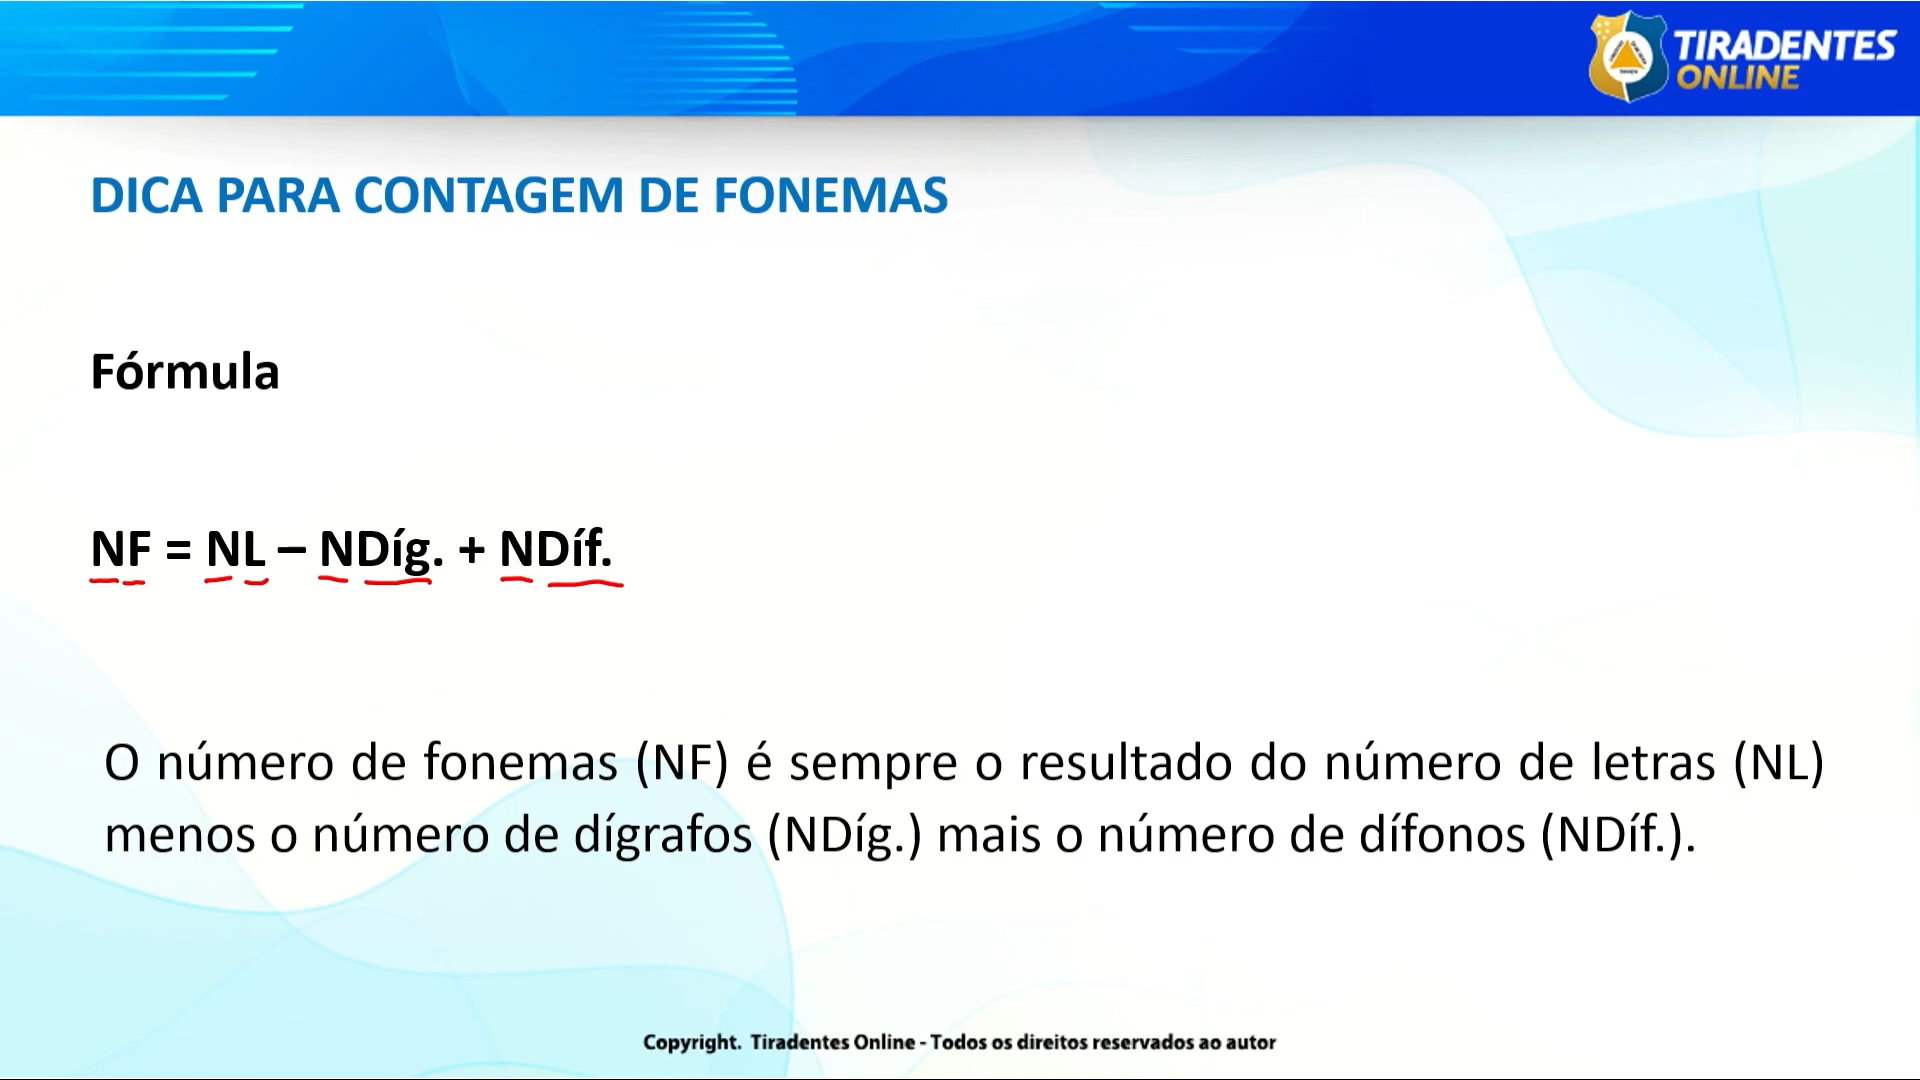 TIRADENTES
ONLINE
DICA PARA CONTAGEM DE FONEMAS
Fórmula
NF = NL – NDíg. + NDíf.
O número de fonemas (NF) é sempre o resultado do número de letras (NL)
menos o número de dígrafos (NDíg.) mais o número de dífonos (NDíf.).
Copyright. Tiradentes Online - Todos os direitos reservados ao autor